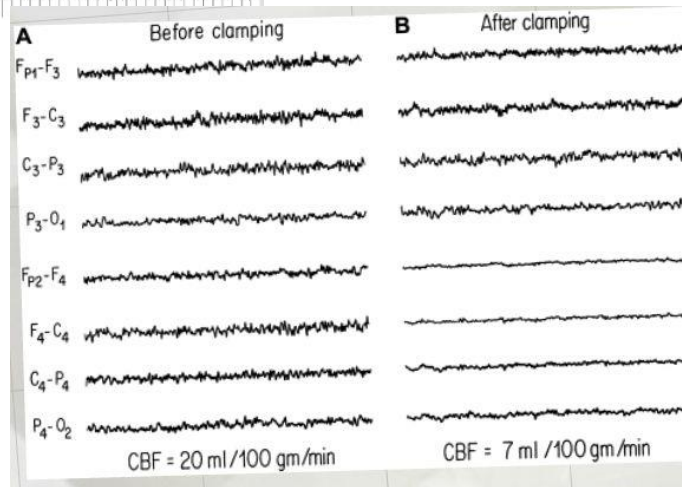 A Before clamping B After clamping
FP1-F3
F3-C3
C3-P3
P3-O1
FP2-F4
F4-C4
C4-P4
P4-O2
CBF = 20 ml/100 gm/min CBF = 7 ml/100 gm/min